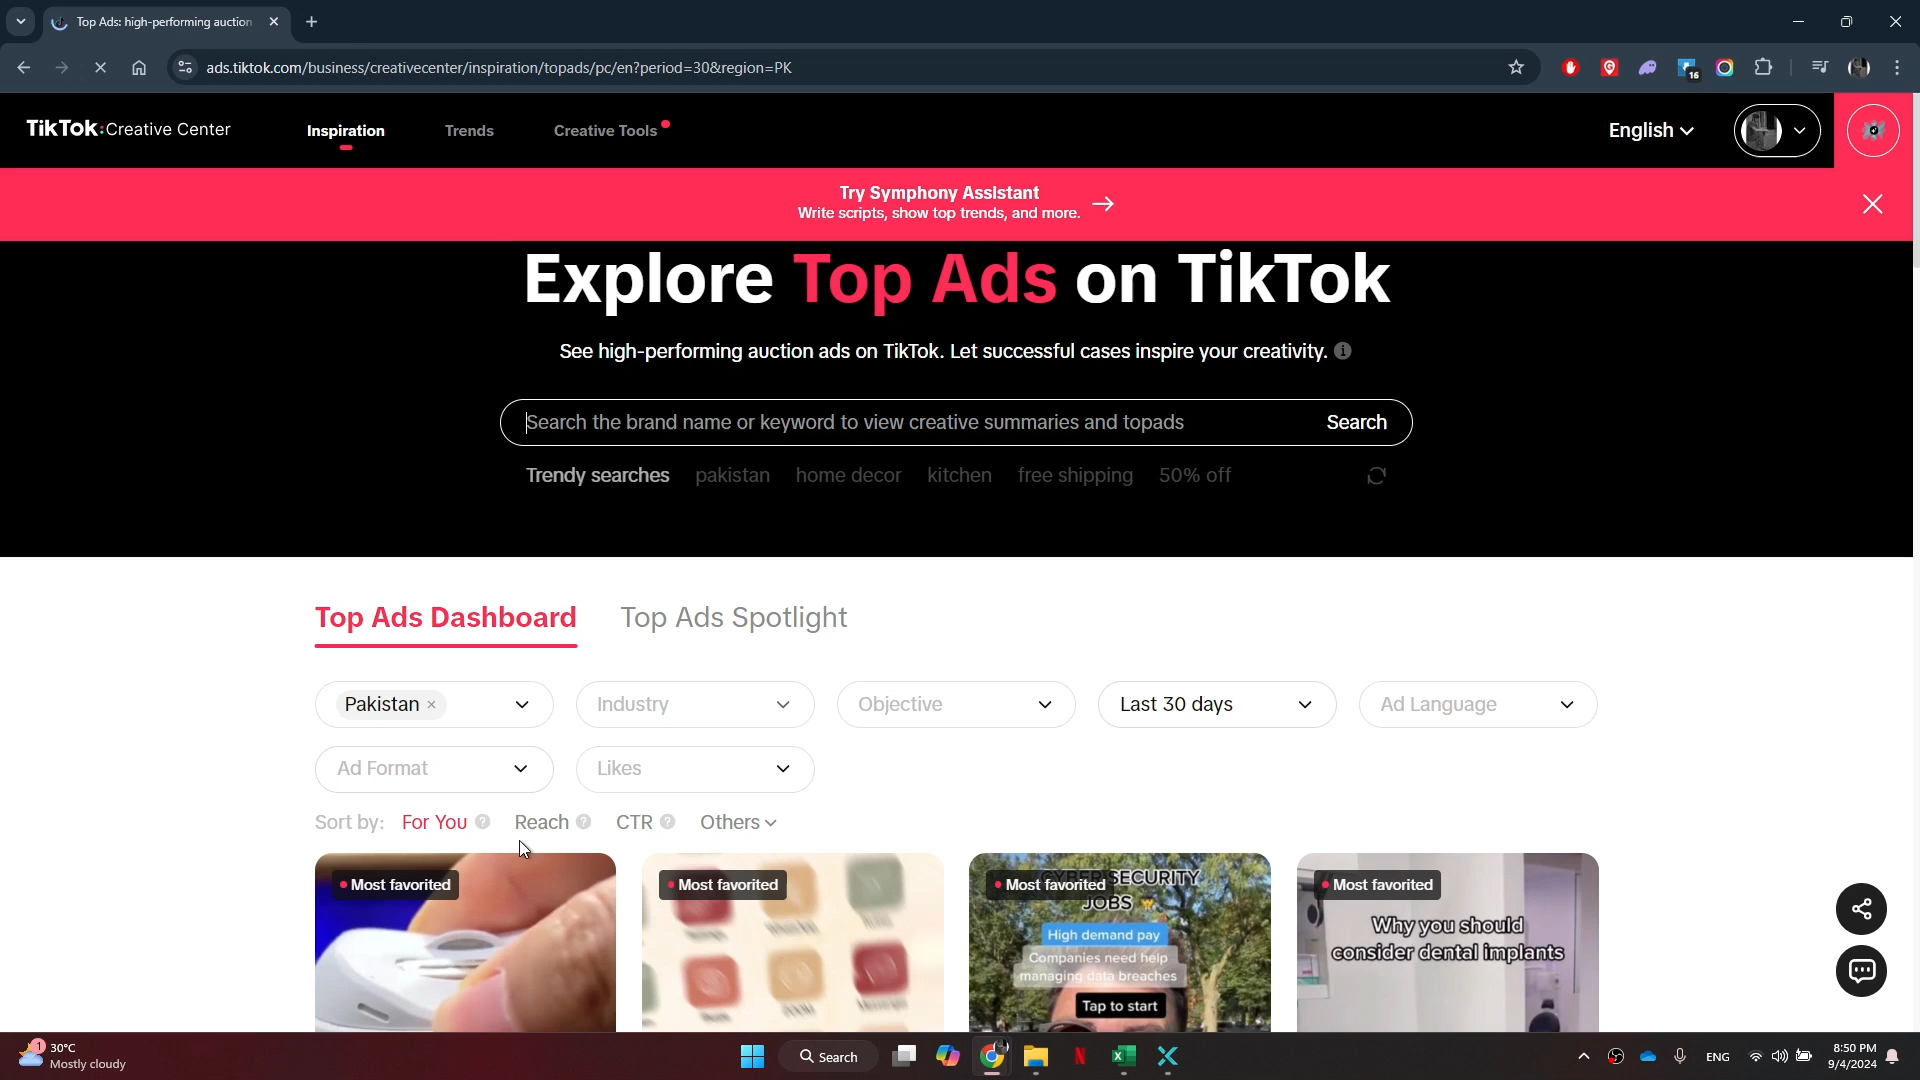 Top Ads: high-performing auction
ads.tiktok.com/business/creativecenter/inspiration/topads/pc/en?period=30&region=PK
16
TikTok:Creative Center
Inspiration
Trends
Creative Tools
English
Try Symphony Assistant
Write scripts, show top trends, and more.
Explore Top Ads on TikTok
See high-performing auction ads on TikTok. Let successful cases inspire your creativity.
Search the brand name or keyword to view creative summaries and topads
Search
Trendy searches pakistan home decor kitchen free shipping 50% off
Top Ads Dashboard
Top Ads Spotlight
Pakistan
Industry
Objective
Last 30 days
Ad Language
Ad Format
Likes
Sort by: For You Reach CTR Others
Most favorited
Most favorited
Most favorited
CYBER SECURITY
JOBS
High demand pay
Companies need help
managing data breaches
Tap to start
Most favorited
Why you should
consider dental implants
1
30°C
Mostly cloudy
Search
ENG
8:50 PM
9/4/2024